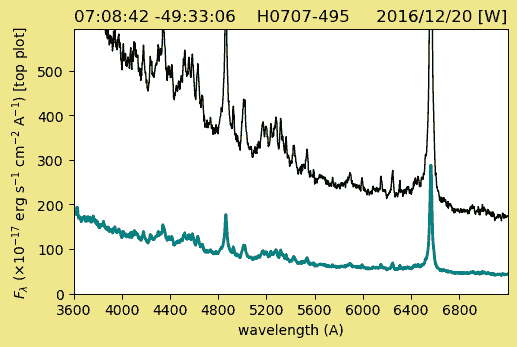 07:08:42 -49:33:06 H0707-495 2016/12/20 [W]
F_λ (×10⁻¹⁷ erg s⁻¹ cm⁻² A⁻¹) [top plot]
500
400
300
200
100
0
3600 4000 4400 4800 5200 5600 6000 6400 6800
wavelength (A)